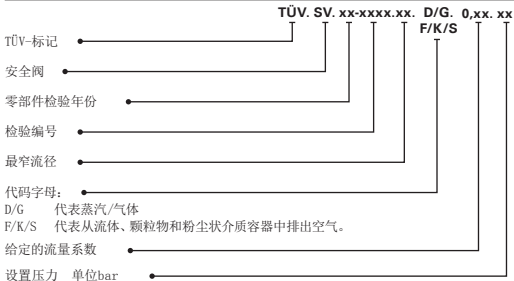 TÜV. SV. xx-xxxx.xx. D/G. 0,xx. xx
F/K/S
TÜV-标记
安全阀
零部件检验年份
检验编号
最窄流径
代码字母：
D/G 代表蒸汽/气体
F/K/S 代表从流体、颗粒物和粉尘状介质容器中排出空气。
给定的流量系数
设置压力 单位bar